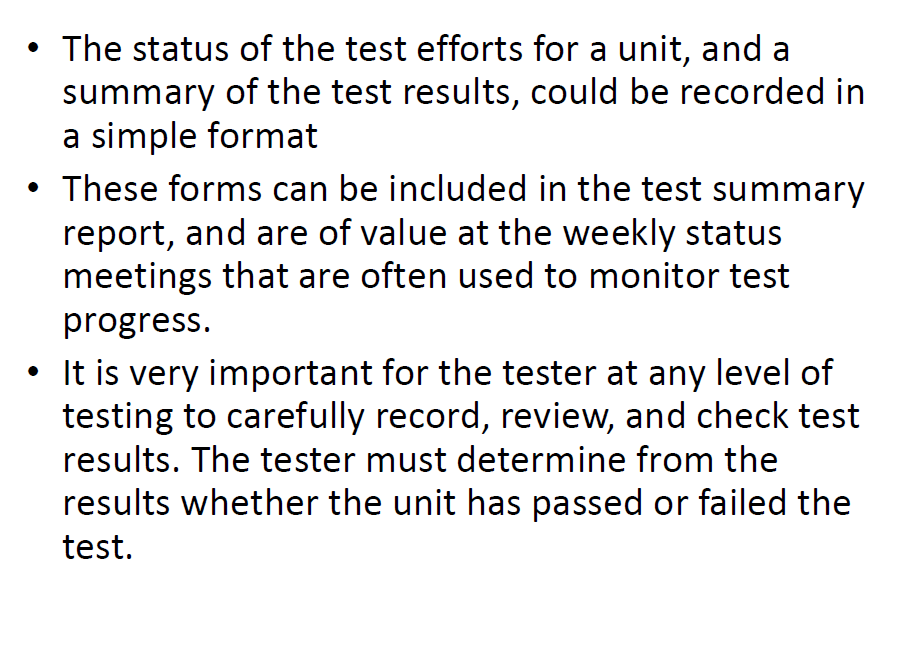 • The status of the test efforts for a unit, and a
summary of the test results, could be recorded in
a simple format
• These forms can be included in the test summary
report, and are of value at the weekly status
meetings that are often used to monitor test
progress.
• It is very important for the tester at any level of
testing to carefully record, review, and check test
results. The tester must determine from the
results whether the unit has passed or failed the
test.